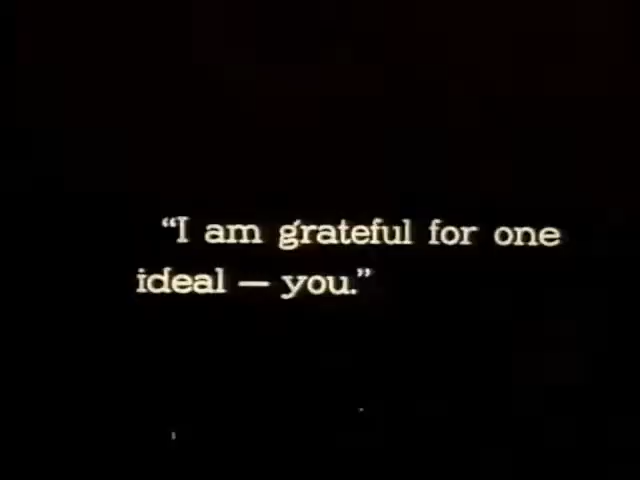 “I am grateful for one
ideal — you.”